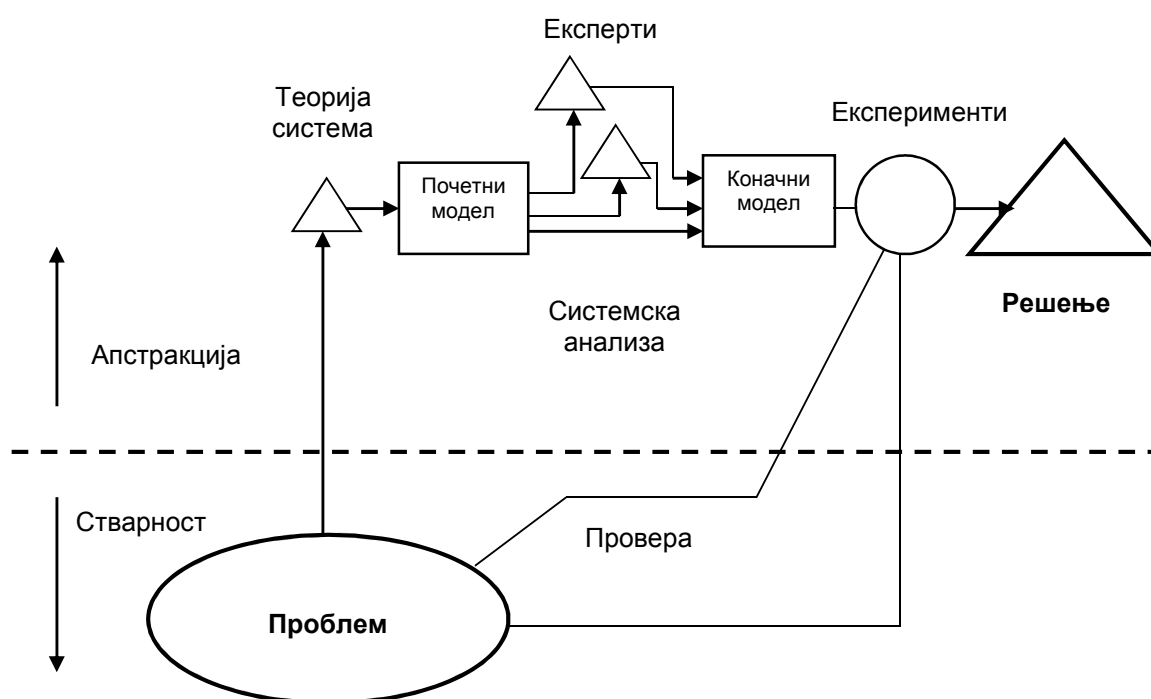 Експерти
Теорија
система
Експерименти
Почетни
модел
Коначни
модел
Системска
анализа
Решење
Апстракција
Стварност
Провера
Проблем